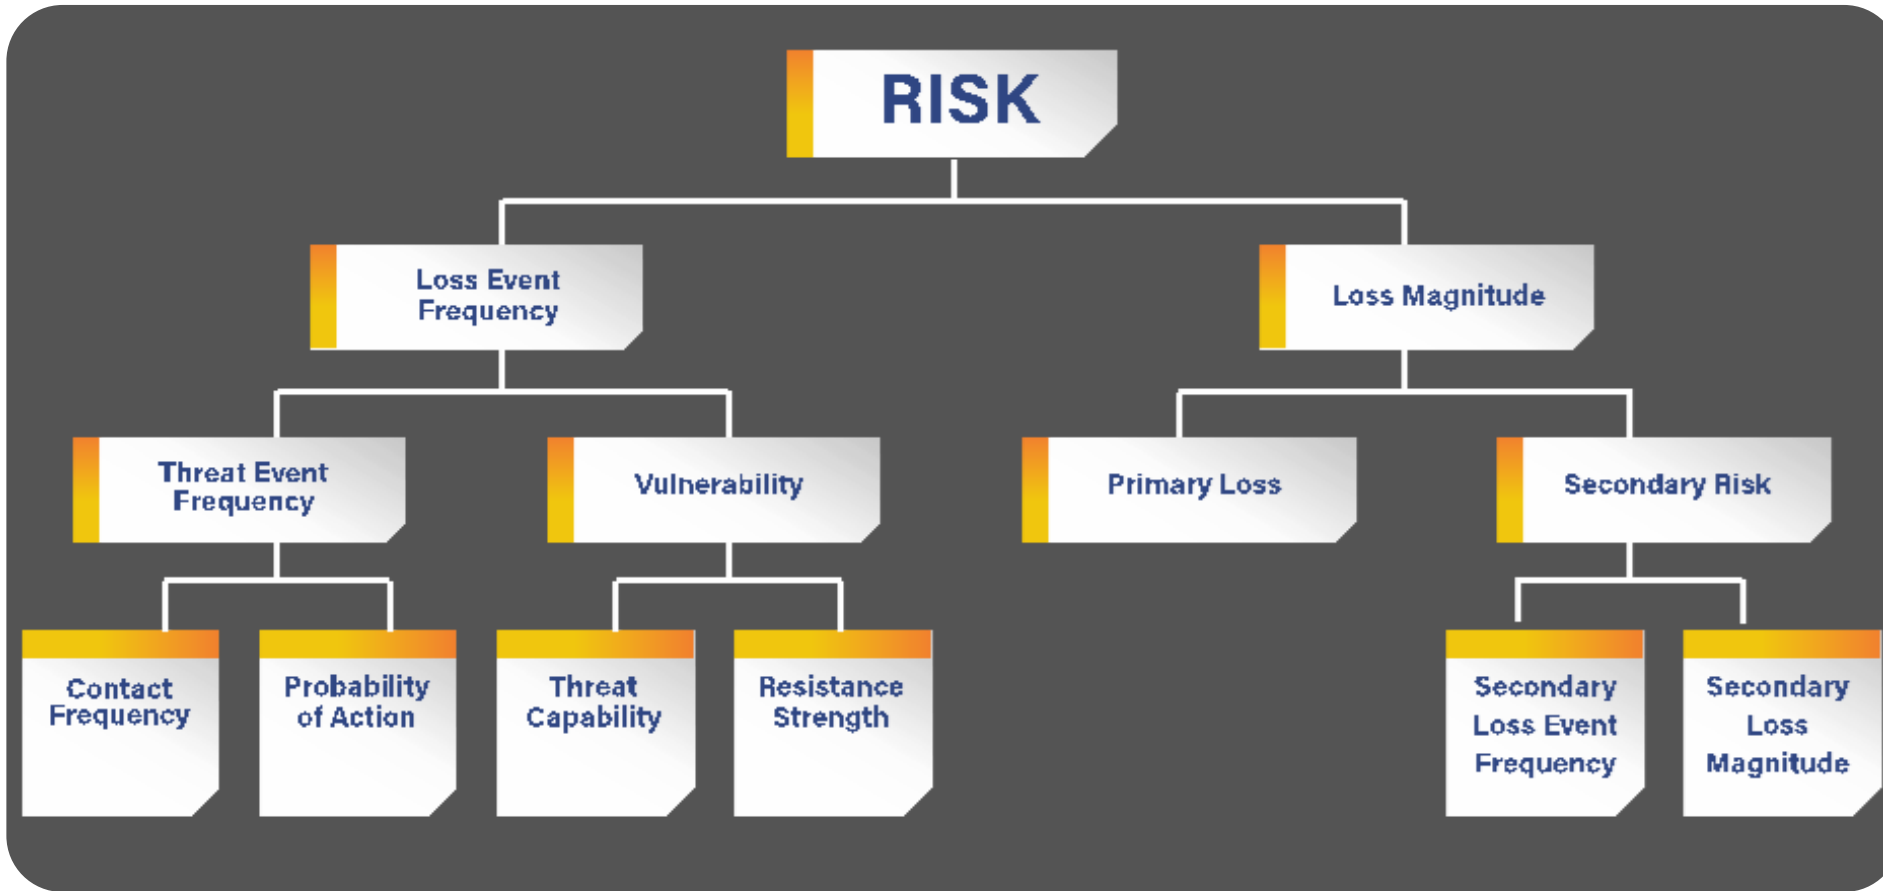 RISK
Loss Event
Frequency
Loss Magnitude
Threat Event
Frequency
Vulnerability
Primary Loss
Secondary Risk
Contact
Frequency
Probability
of Action
Threat
Capability
Resistance
Strength
Secondary
Loss Event
Frequency
Secondary
Loss
Magnitude